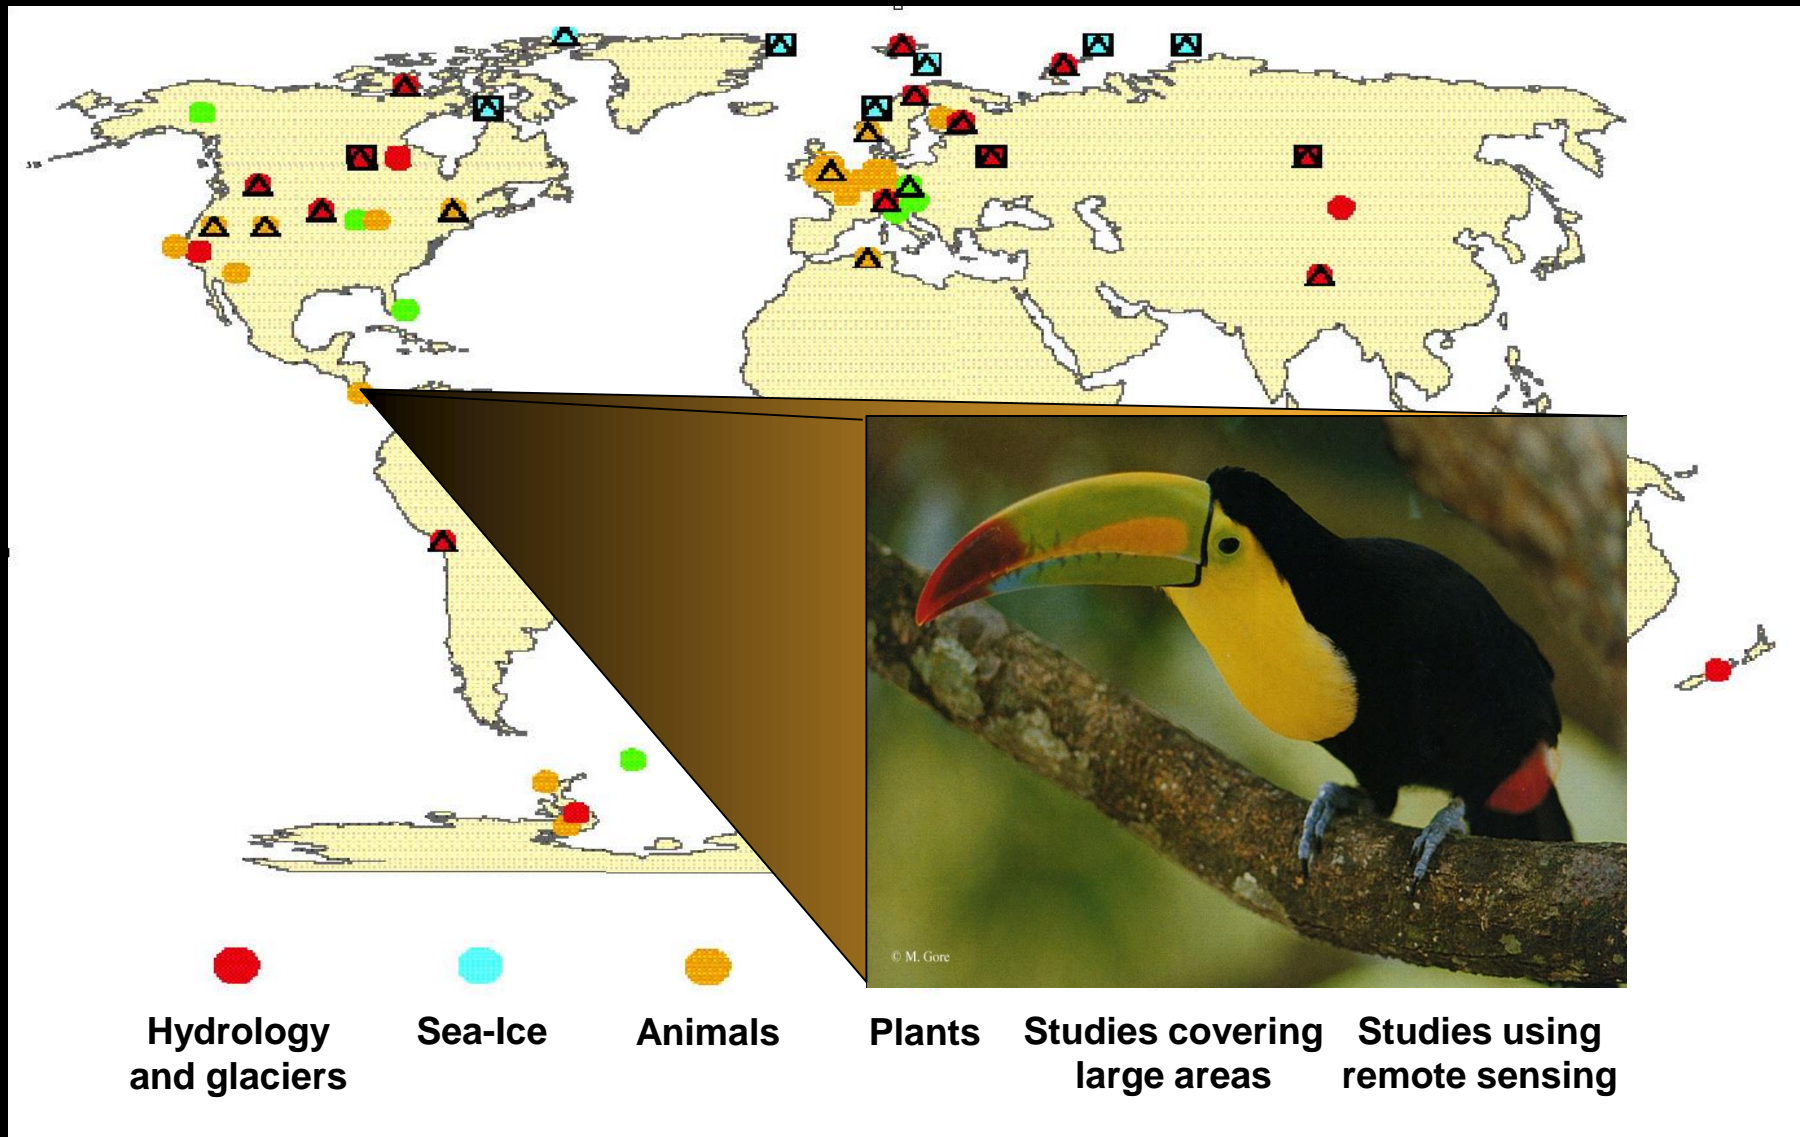 © M. Gore
Hydrology
and glaciers
Sea-Ice
Animals
Plants
Studies covering
large areas
Studies using
remote sensing